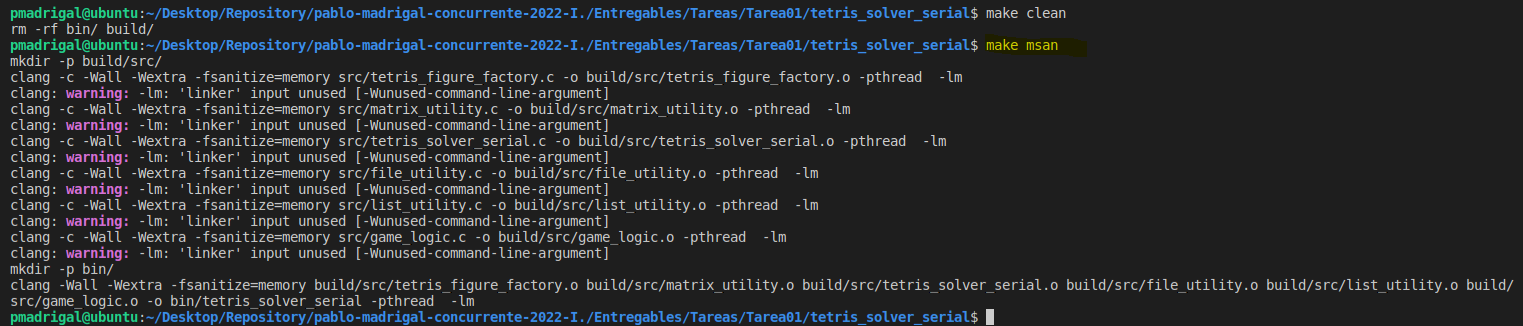 pmadrigal@ubuntu:~/Desktop/Repository/pablo-madrigal-concurrente-2022-I./Entregables/Tareas/Tarea01/tetris_solver_serial$ make clean
rm -rf bin/ build/
pmadrigal@ubuntu:~/Desktop/Repository/pablo-madrigal-concurrente-2022-I./Entregables/Tareas/Tarea01/tetris_solver_serial$ make msan
mkdir -p build/src/
clang -c -Wall -Wextra -fsanitize=memory src/tetris_figure_factory.c -o build/src/tetris_figure_factory.o -pthread  -lm
clang: warning: -lm: 'linker' input unused [-Wunused-command-line-argument]
clang -c -Wall -Wextra -fsanitize=memory src/matrix_utility.c -o build/src/matrix_utility.o -pthread  -lm
clang: warning: -lm: 'linker' input unused [-Wunused-command-line-argument]
clang -c -Wall -Wextra -fsanitize=memory src/tetris_solver_serial.c -o build/src/tetris_solver_serial.o -pthread  -lm
clang: warning: -lm: 'linker' input unused [-Wunused-command-line-argument]
clang -c -Wall -Wextra -fsanitize=memory src/file_utility.c -o build/src/file_utility.o -pthread  -lm
clang: warning: -lm: 'linker' input unused [-Wunused-command-line-argument]
clang -c -Wall -Wextra -fsanitize=memory src/list_utility.c -o build/src/list_utility.o -pthread  -lm
clang: warning: -lm: 'linker' input unused [-Wunused-command-line-argument]
clang -c -Wall -Wextra -fsanitize=memory src/game_logic.c -o build/src/game_logic.o -pthread  -lm
clang: warning: -lm: 'linker' input unused [-Wunused-command-line-argument]
mkdir -p bin/
clang -Wall -Wextra -fsanitize=memory build/src/tetris_figure_factory.o build/src/matrix_utility.o build/src/tetris_solver_serial.o build/src/file_utility.o build/src/list_utility.o build/
src/game_logic.o -o bin/tetris_solver_serial -pthread  -lm
pmadrigal@ubuntu:~/Desktop/Repository/pablo-madrigal-concurrente-2022-I./Entregables/Tareas/Tarea01/tetris_solver_serial$